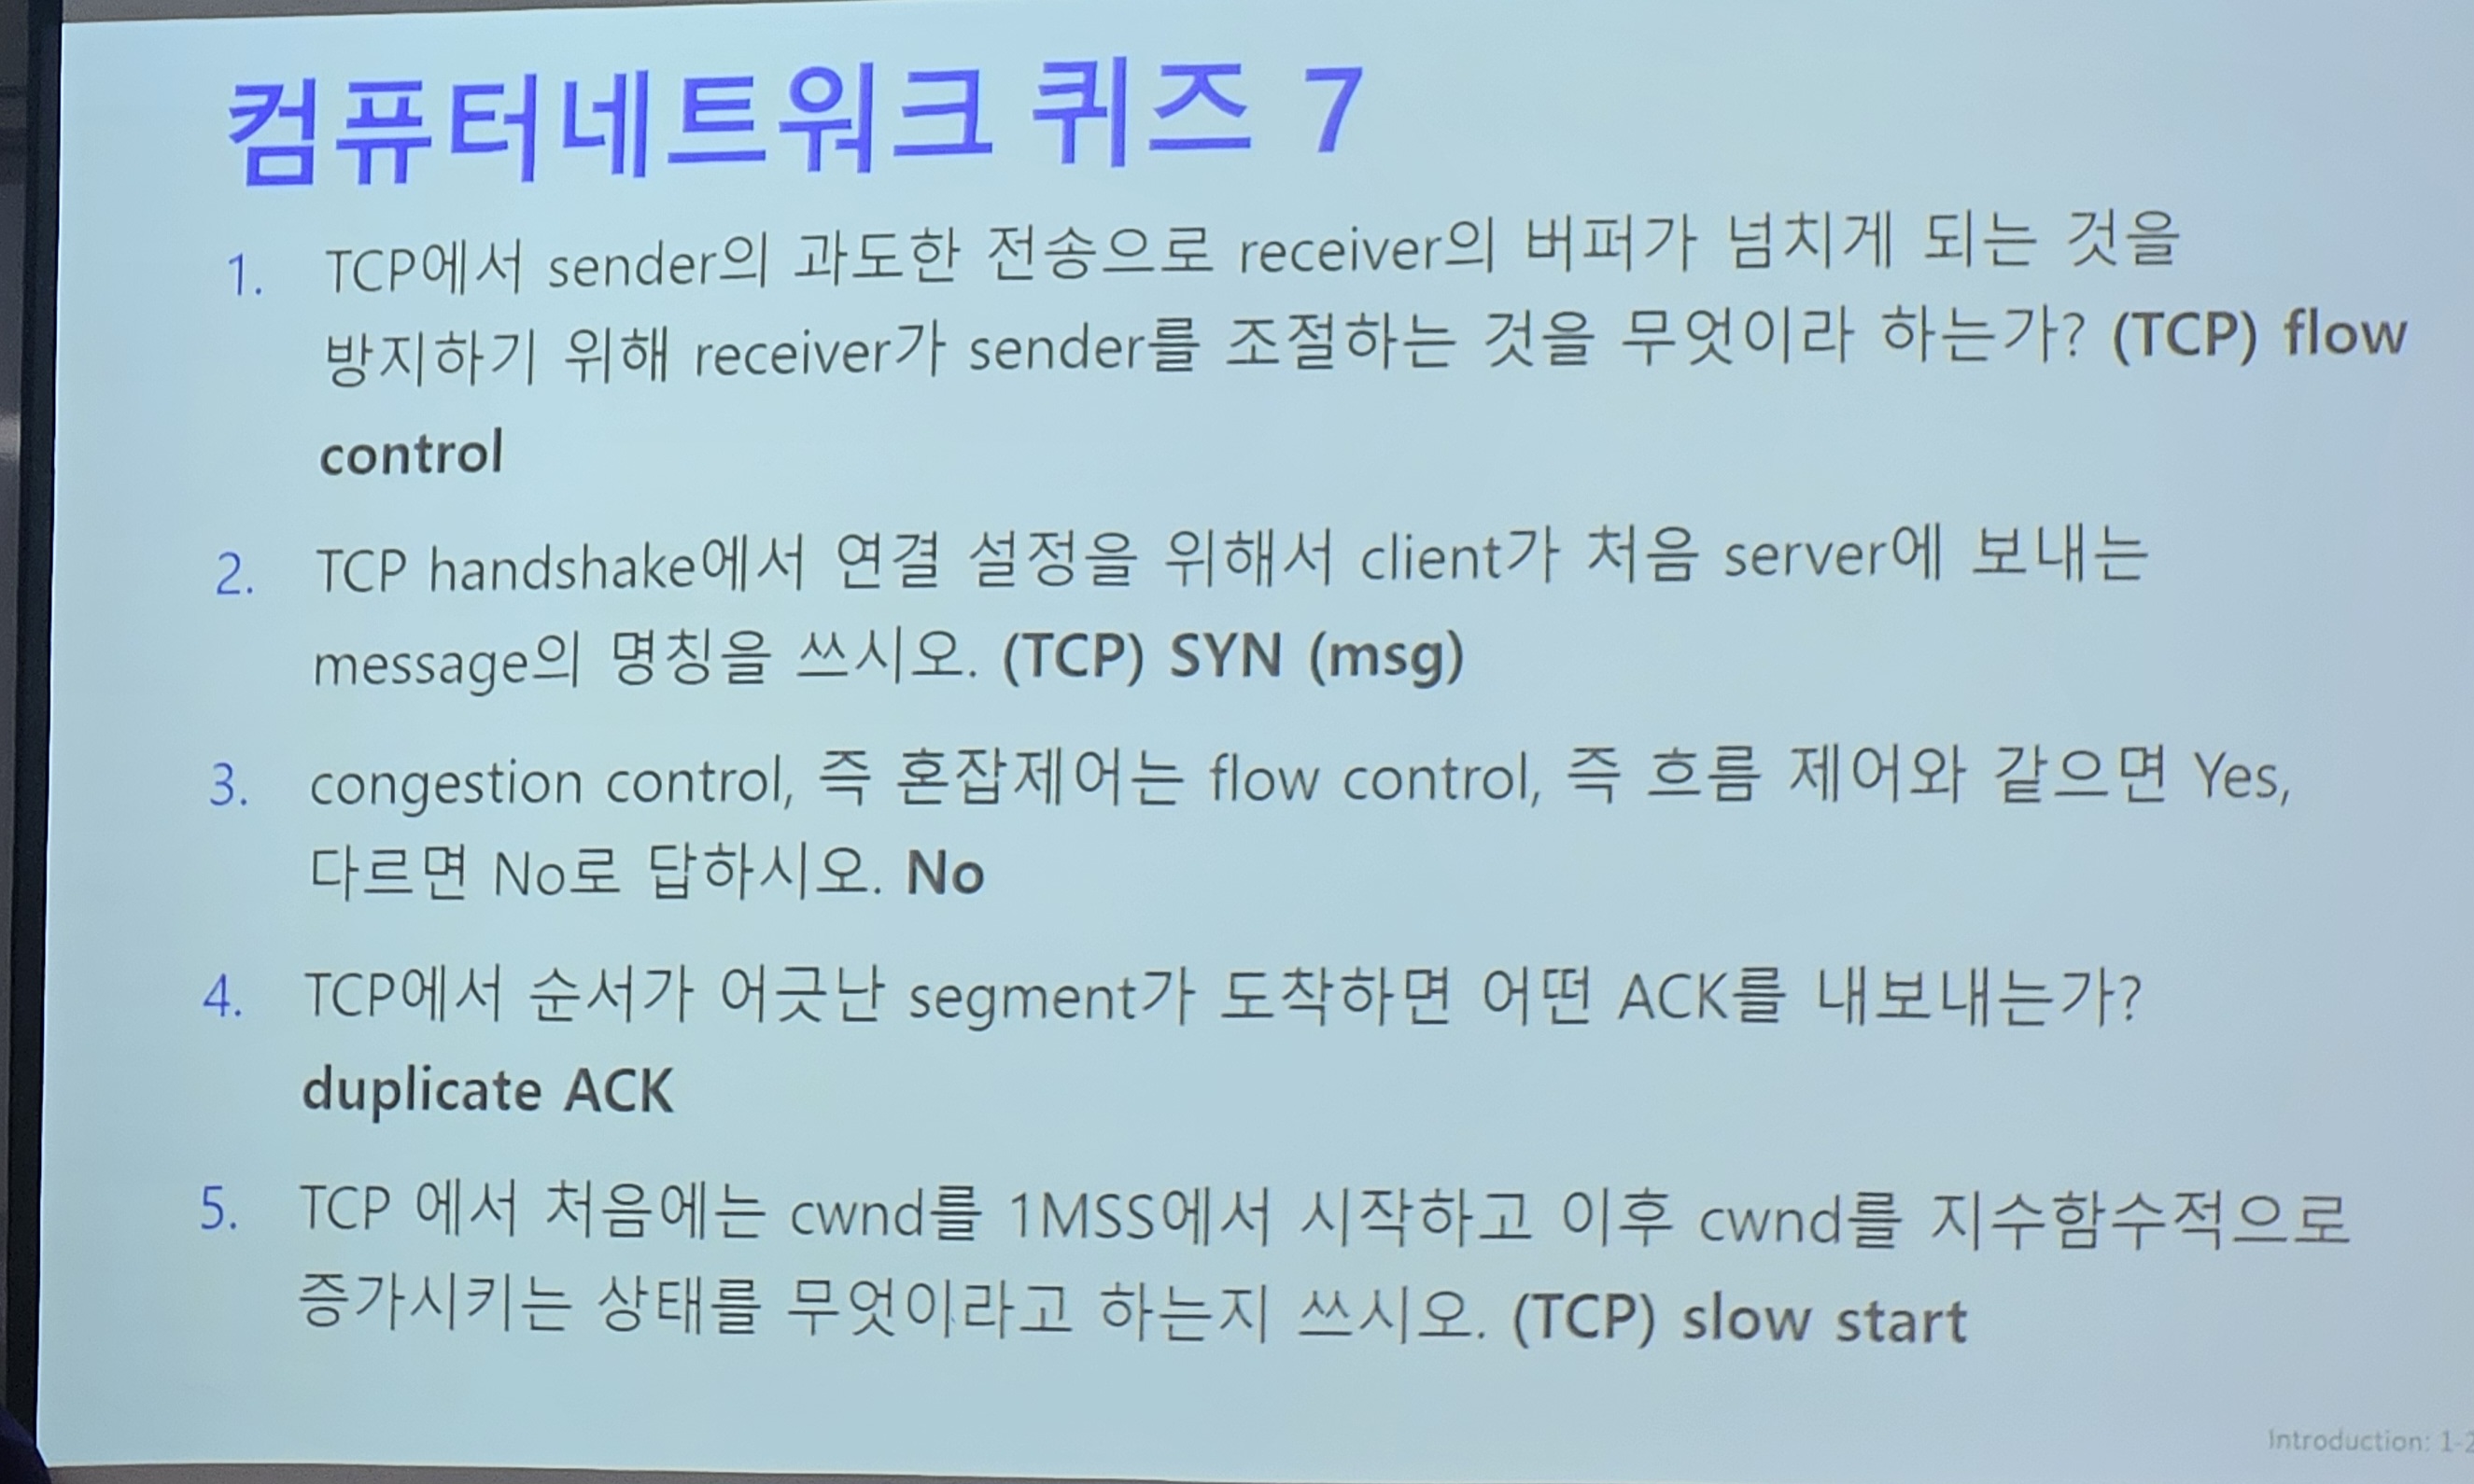 컴퓨터네트워크 퀴즈 7
1. TCP에서 sender의 과도한 전송으로 receiver의 버퍼가 넘치게 되는 것을
방지하기 위해 receiver가 sender를 조절하는 것을 무엇이라 하는가? (TCP) flow
control
2. TCP handshake에서 연결 설정을 위해서 client가 처음 server에 보내는
message의 명칭을 쓰시오. (TCP) SYN (msg)
3. congestion control, 즉 혼잡제어는 flow control, 즉 흐름 제어와 같으면 Yes,
다르면 No로 답하시오. No
4. TCP에서 순서가 어긋난 segment가 도착하면 어떤 ACK를 내보내는가?
duplicate ACK
5. TCP 에서 처음에는 cwnd를 1MSS에서 시작하고 이후 cwnd를 지수함수적으로
증가시키는 상태를 무엇이라고 하는지 쓰시오. (TCP) slow start
Introduction: 1-2